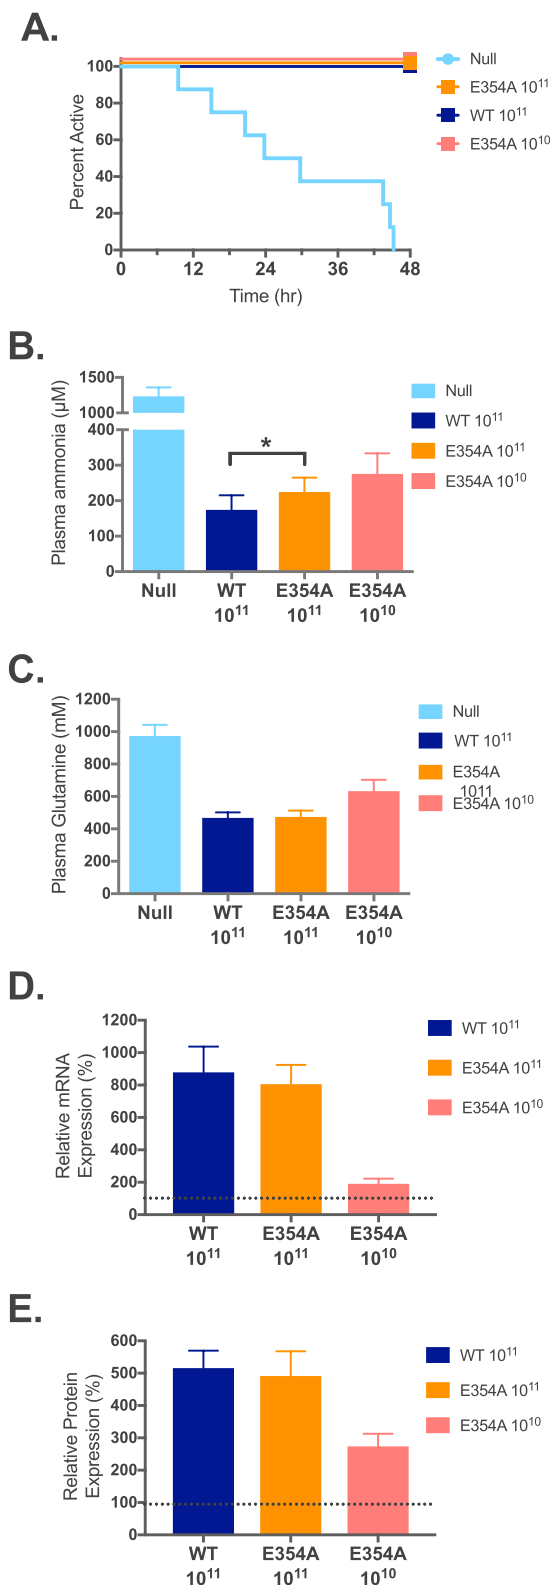 A.
Percent Active
100
80
60
40
20
0
0 12 24 36 48
Time (hr)
Null
E354A 10¹¹
WT 10¹¹
E354A 10¹⁰
B.
Plasma ammonia (μM)
1500
1000
400
300
200
100
0
*
Null WT E354A E354A
10¹¹ 10¹¹ 10¹⁰
Null
WT 10¹¹
E354A 10¹¹
E354A 10¹⁰
C.
Plasma Glutamine (mM)
1200
1000
800
600
400
200
0
Null WT E354A E354A
10¹¹ 10¹¹ 10¹⁰
Null
WT 10¹¹
E354A
1011
E354A 10¹⁰
D.
Relative mRNA
Expression (%)
1200
1000
800
600
400
200
0
WT E354A E354A
10¹¹ 10¹¹ 10¹⁰
WT 10¹¹
E354A 10¹¹
E354A 10¹⁰
E.
Relative Protein
Expression (%)
600
500
400
300
200
100
0
WT E354A E354A
10¹¹ 10¹¹ 10¹⁰
WT 10¹¹
E354A 10¹¹
E354A 10¹⁰